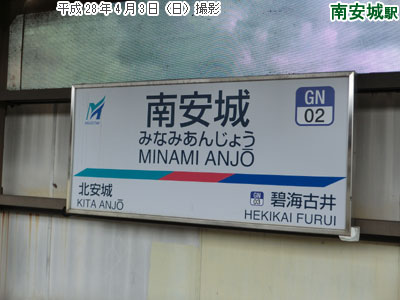 平成28年4月3日（日）撮影
南安城駅
南安城
みなみあんじょう
MINAMI ANJŌ
GN
02
北安城
KITA ANJŌ
GN
03
碧海古井
HEKIKAI FURUI